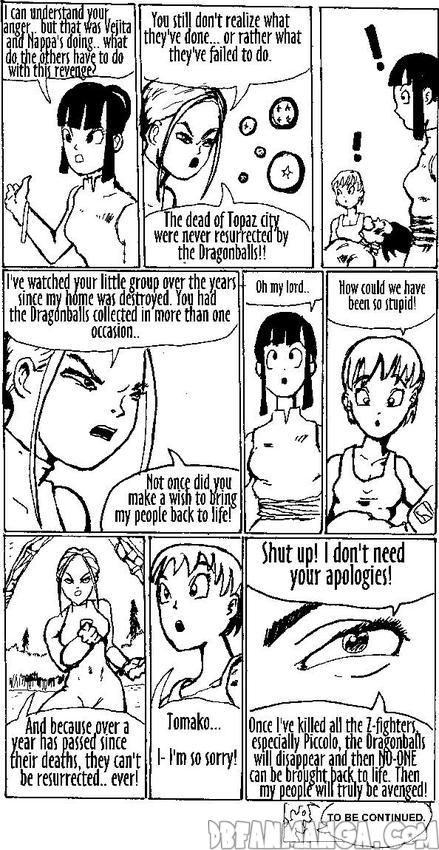 I can understand your
anger.. but that was Vejita
and Nappa's doing.. what
do the others have to do
with this revenge?
You still don't realize what
they've done... or rather what
they've failed to do.
The dead of Topaz city
were never resurrected by
the Dragonballs!!
!
!
I've watched your little group over the years
since my home was destroyed. You had
the Dragonballs collected in more than one
occasion..
Not once did you
make a wish to bring
my people back to life!
Oh my lord..
How could we have
been so stupid!
And because over a
year has passed since
their deaths, they can't
be resurrected.. ever!
Tomako...
I- I'm so sorry!
Shut up! I don't need
your apologies!
Once I've killed all the Z-fighters,
especially Piccolo, the Dragonballs
will disappear and then NO-ONE
can be brought back to life. Then
my people will truly be avenged!
TO BE CONTINUED.
DBFANMANGA.COM